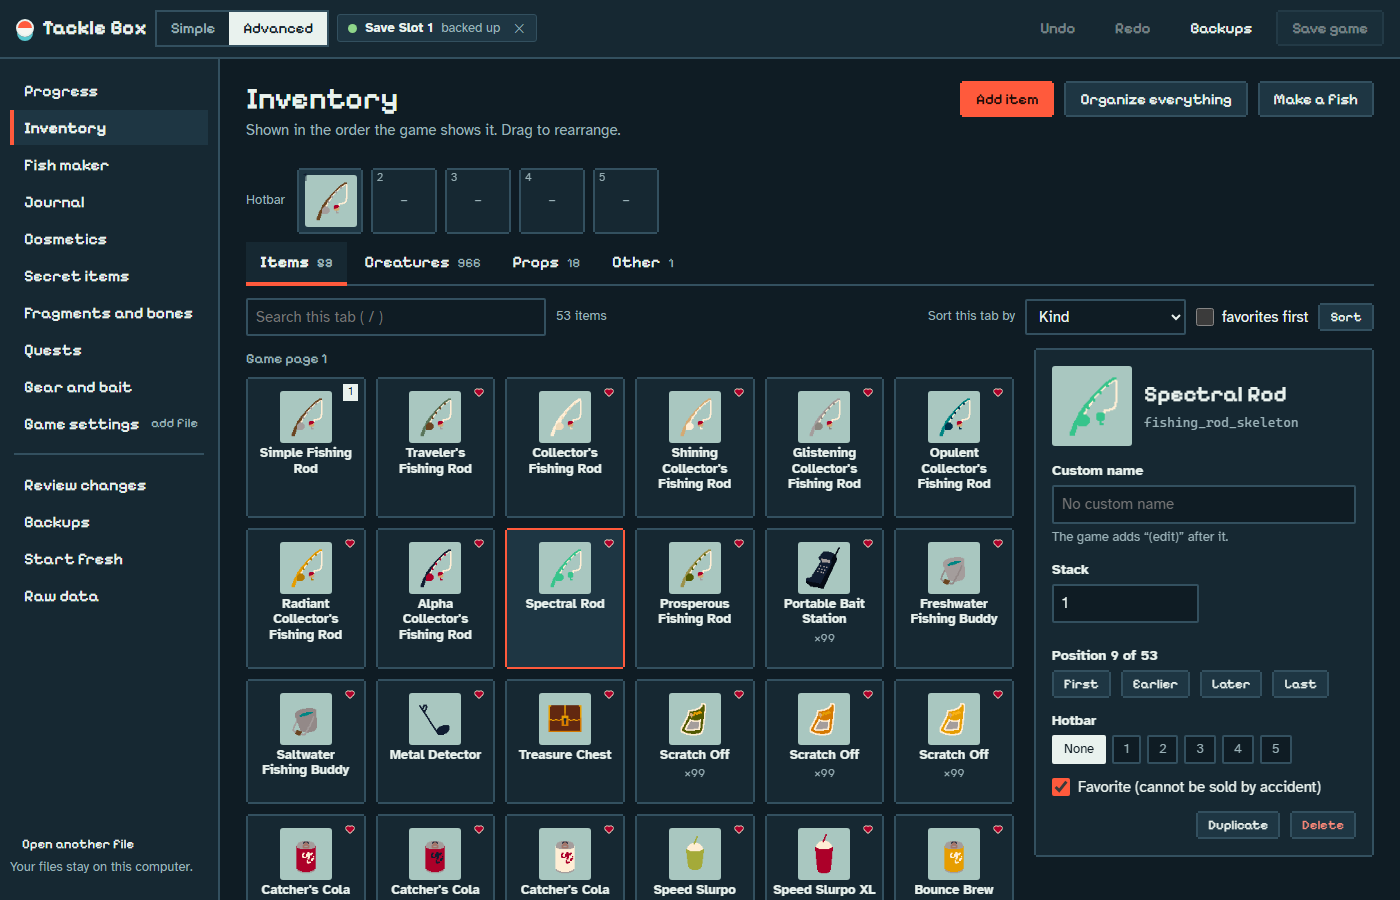 Tackle Box
Simple
Advanced
Save Slot 1 backed up
Undo
Redo
Backups
Save game
Progress
Inventory
Fish maker
Journal
Cosmetics
Secret items
Fragments and bones
Quests
Gear and bait
Game settings add file
Review changes
Backups
Start fresh
Raw data
Open another file
Your files stay on this computer.
Inventory
Shown in the order the game shows it. Drag to rearrange.
Add item
Organize everything
Make a fish
Hotbar
2
–
3
–
4
–
5
–
Items 53
Creatures 966
Props 18
Other 1
Search this tab ( / )
53 items
Sort this tab by
Kind
favorites first
Sort
Game page 1
1
Simple Fishing
Rod
Traveler's
Fishing Rod
Collector's
Fishing Rod
Shining
Collector's
Fishing Rod
Glistening
Collector's
Fishing Rod
Opulent
Collector's
Fishing Rod
Radiant
Collector's
Fishing Rod
Alpha
Collector's
Fishing Rod
Spectral Rod
Prosperous
Fishing Rod
Portable Bait
Station
×99
Freshwater
Fishing Buddy
Saltwater
Fishing Buddy
Metal Detector
Treasure Chest
Scratch Off
×99
Scratch Off
×99
Scratch Off
×99
Catcher's Cola
Catcher's Cola
Catcher's Cola
Speed Slurpo
Speed Slurpo XL
Bounce Brew
Spectral Rod
fishing_rod_skeleton
Custom name
No custom name
The game adds “(edit)” after it.
Stack
1
Position 9 of 53
First
Earlier
Later
Last
Hotbar
None
1
2
3
4
5
Favorite (cannot be sold by accident)
Duplicate
Delete